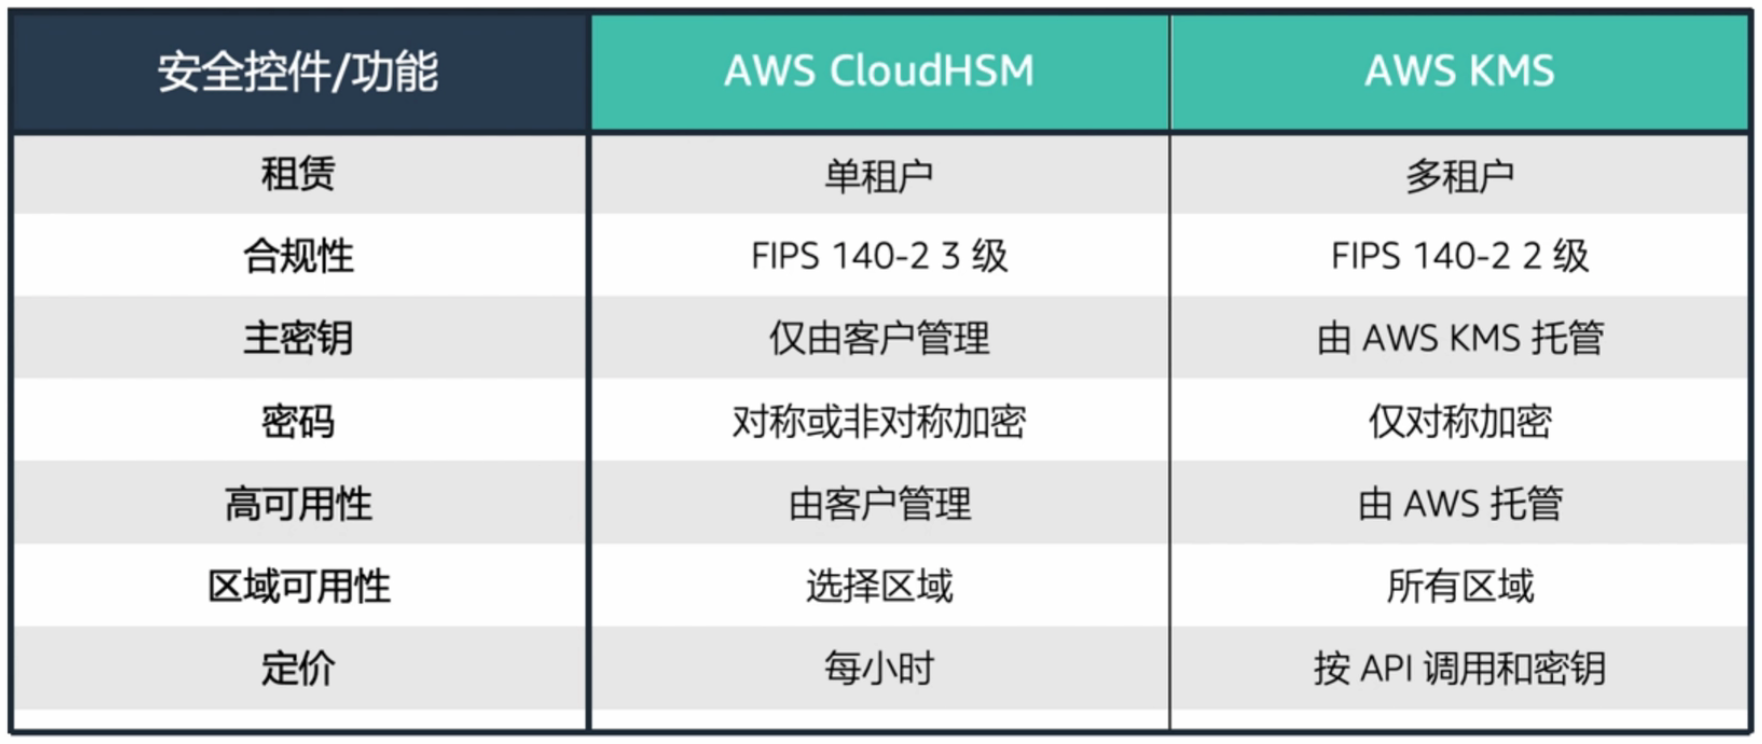 安全控件/功能 AWS CloudHSM AWS KMS
租赁 单租户 多租户
合规性 FIPS 140-2 3 级 FIPS 140-2 2 级
主密钥 仅由客户管理 由 AWS KMS 托管
密码 对称或非对称加密 仅对称加密
高可用性 由客户管理 由 AWS 托管
区域可用性 选择区域 所有区域
定价 每小时 按 API 调用和密钥